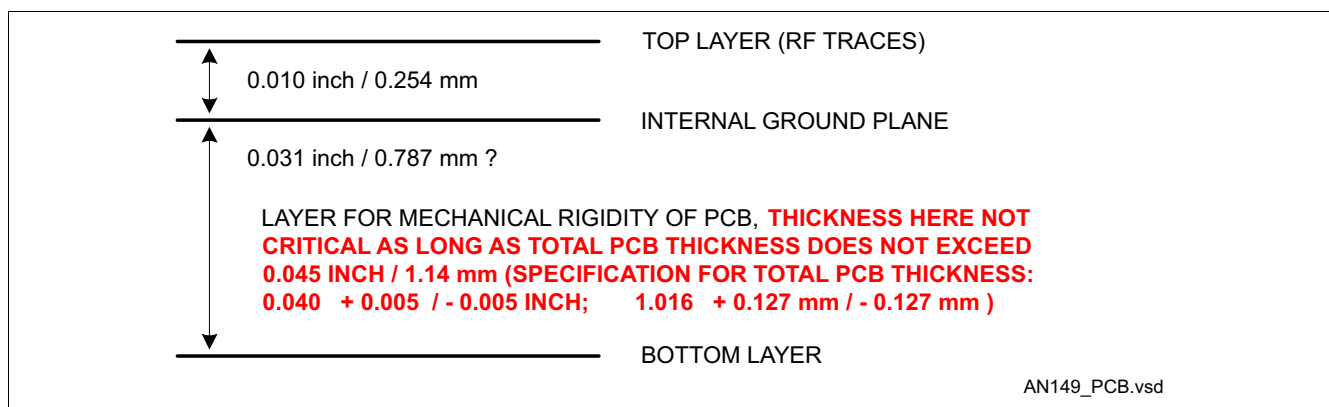 TOP LAYER (RF TRACES)
0.010 inch / 0.254 mm
INTERNAL GROUND PLANE
0.031 inch / 0.787 mm ?
LAYER FOR MECHANICAL RIGIDITY OF PCB, THICKNESS HERE NOT
CRITICAL AS LONG AS TOTAL PCB THICKNESS DOES NOT EXCEED
0.045 INCH / 1.14 mm (SPECIFICATION FOR TOTAL PCB THICKNESS:
0.040 + 0.005 / - 0.005 INCH; 1.016 + 0.127 mm / - 0.127 mm )
BOTTOM LAYER
AN149_PCB.vsd